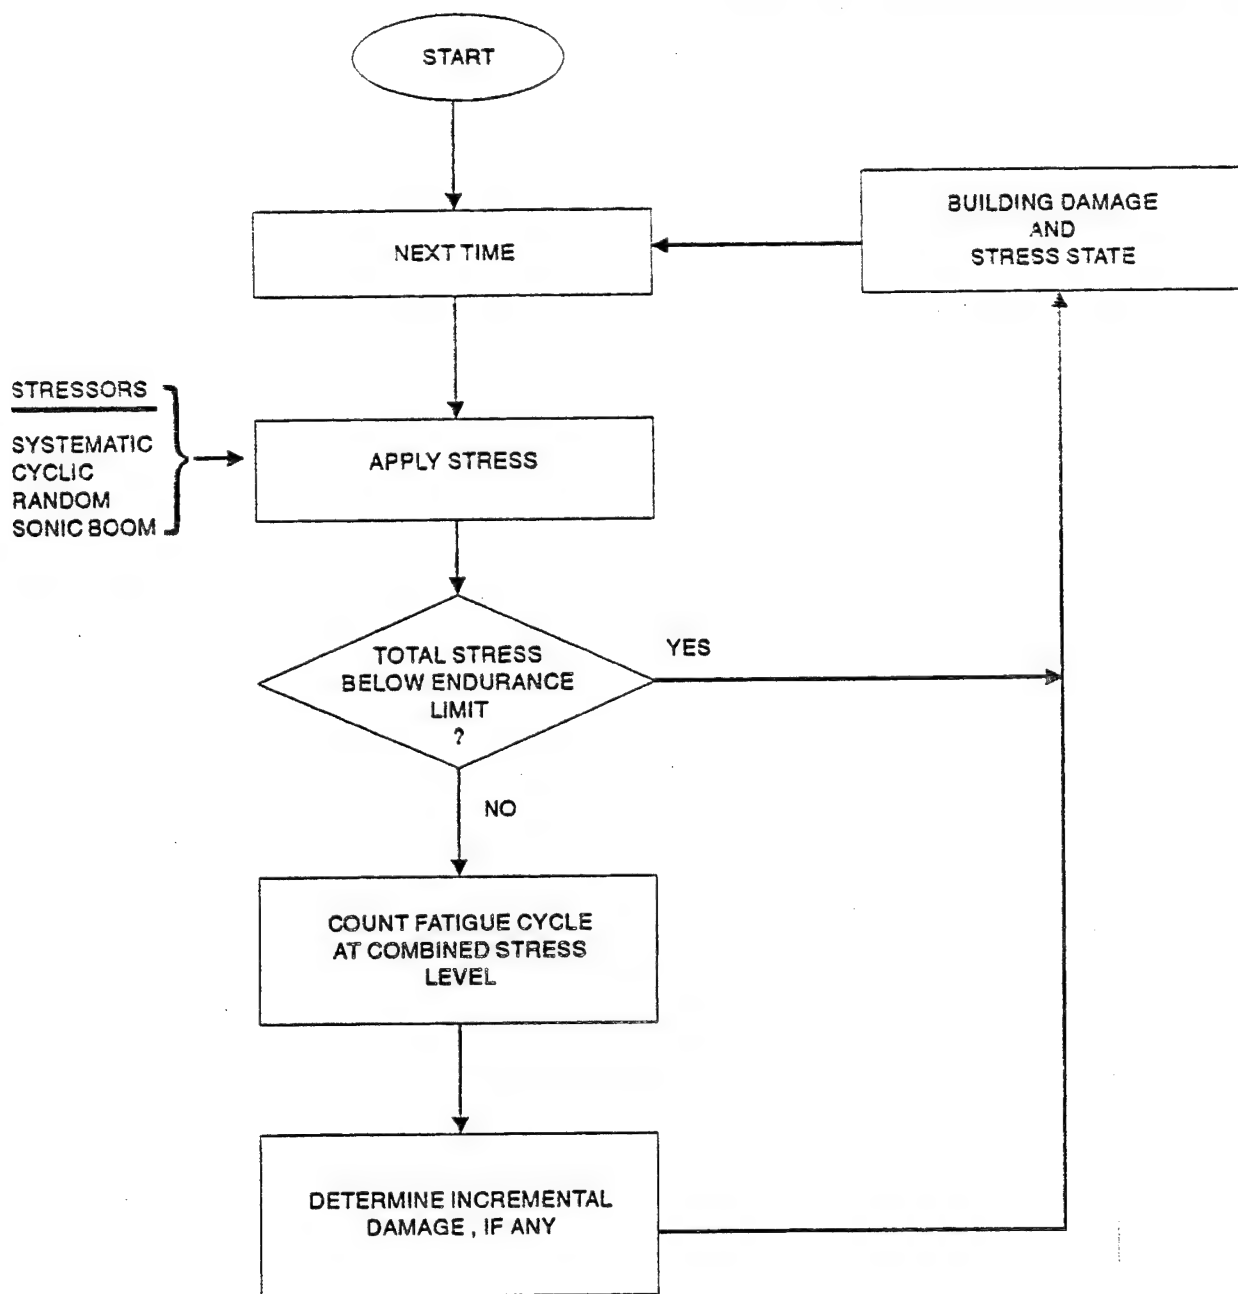 START
NEXT TIME
BUILDING DAMAGE
AND
STRESS STATE
STRESSORS
SYSTEMATIC
CYCLIC
RANDOM
SONIC BOOM
APPLY STRESS
TOTAL STRESS
BELOW ENDURANCE
LIMIT
?
YES
NO
COUNT FATIGUE CYCLE
AT COMBINED STRESS
LEVEL
DETERMINE INCREMENTAL
DAMAGE , IF ANY